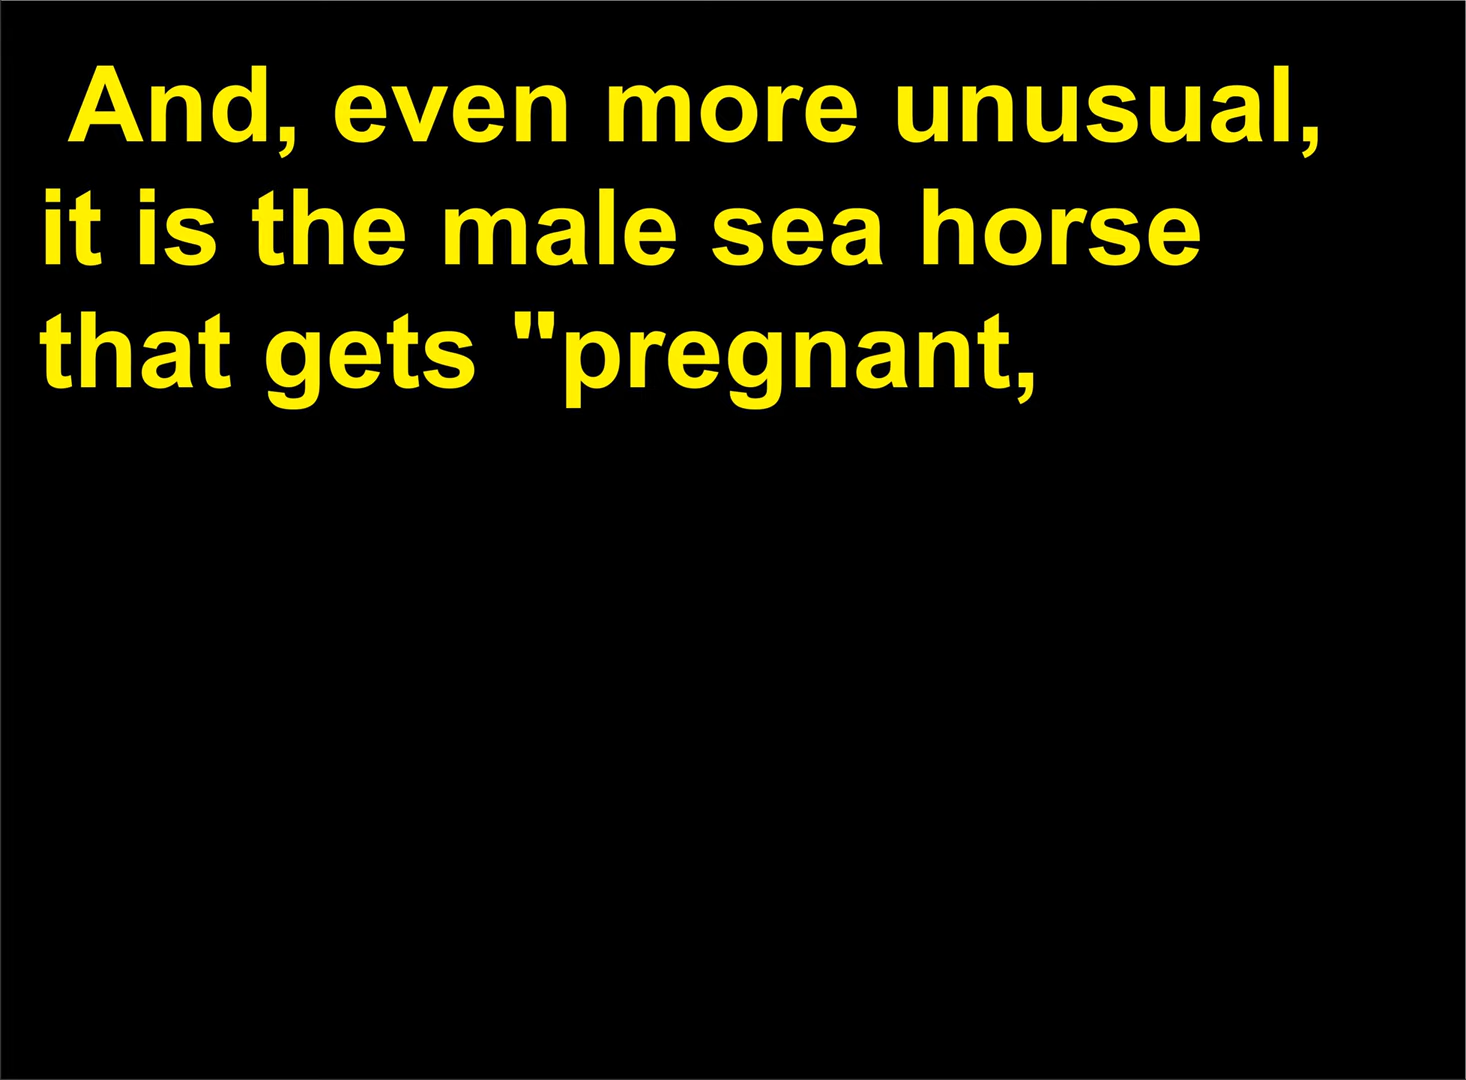 And, even more unusual,
it is the male sea horse
that gets "pregnant,